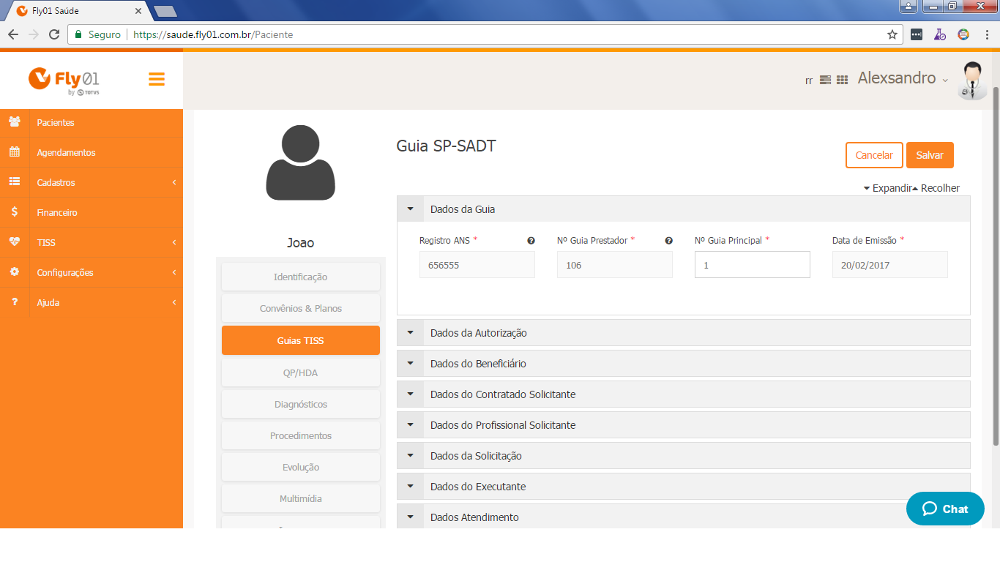 Fly01 Saúde
Seguro https://saude.fly01.com.br/Paciente
Fly01
by TOTVS
rr Alexsandro
Pacientes
Agendamentos
Cadastros
Financeiro
TISS
Configurações
Ajuda
Joao
Identificação
Convênios & Planos
Guias TISS
QP/HDA
Diagnósticos
Procedimentos
Evolução
Multimídia
Guia SP-SADT
Cancelar Salvar
Expandir Recolher
Dados da Guia
Registro ANS * Nº Guia Prestador * Nº Guia Principal * Data de Emissão *
656555 106 1 20/02/2017
Dados da Autorização
Dados do Beneficiário
Dados do Contratado Solicitante
Dados do Profissional Solicitante
Dados da Solicitação
Dados do Executante
Dados Atendimento
Chat